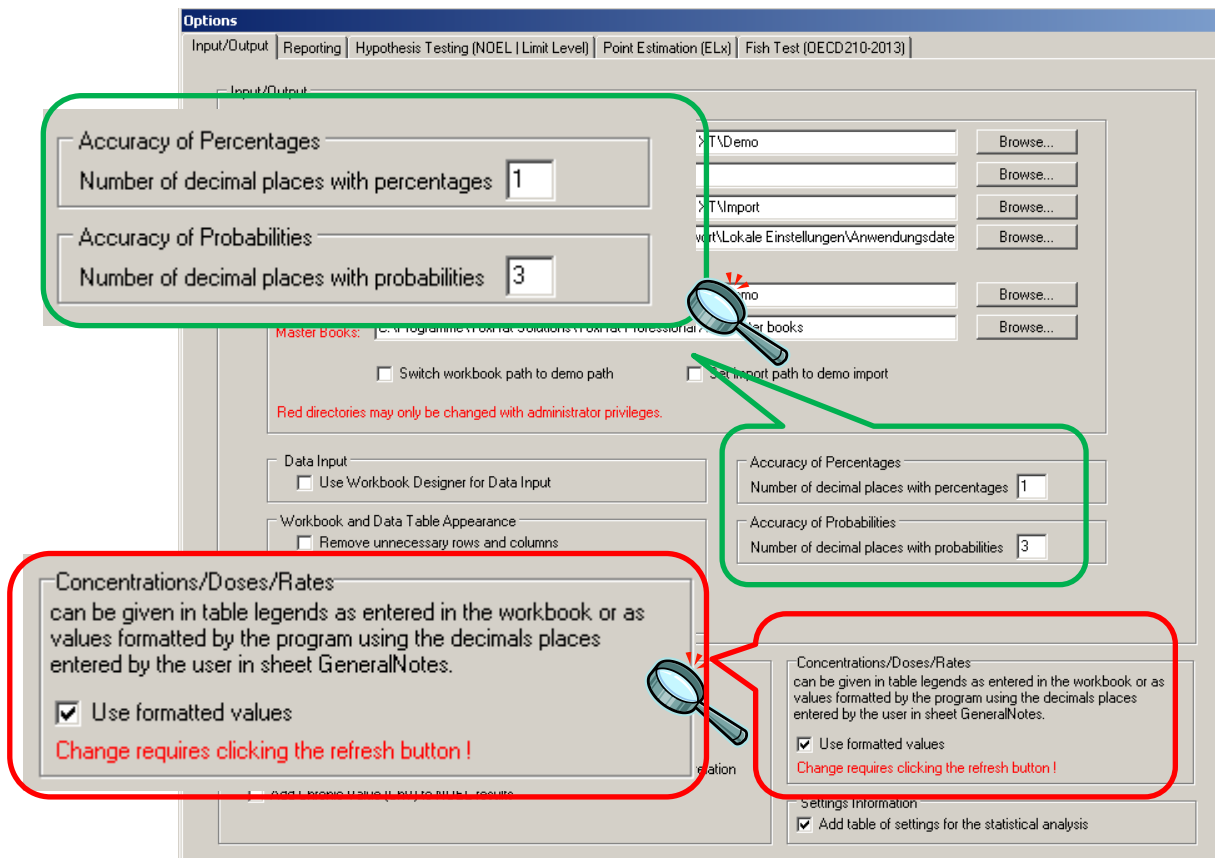 Options
Input/Output Reporting Hypothesis Testing (NOEL | Limit Level) Point Estimation (ELx) Fish Test (OECD210-2013)
Input/Output
Accuracy of Percentages
Number of decimal places with percentages 1
Accuracy of Probabilities
Number of decimal places with probabilities 3
XT\Demo Browse...
Browse...
XT\Import Browse...
\Lokale Einstellungen\Anwendungsdate Browse...
Browse...
Master Books: books Browse...
Switch workbook path to demo path
Set import path to demo import
Red directories may only be changed with administrator privileges.
Data Input
Use Workbook Designer for Data Input
Workbook and Data Table Appearance
Remove unnecessary rows and columns
Accuracy of Percentages
Number of decimal places with percentages 1
Accuracy of Probabilities
Number of decimal places with probabilities 3
Concentrations/Doses/Rates
can be given in table legends as entered in the workbook or as
values formatted by the program using the decimals places
entered by the user in sheet GeneralNotes.
Use formatted values
Change requires clicking the refresh button !
Concentrations/Doses/Rates
can be given in table legends as entered in the workbook or as
values formatted by the program using the decimals places
entered by the user in sheet GeneralNotes.
Use formatted values
Change requires clicking the refresh button !
Settings Information
Add table of settings for the statistical analysis